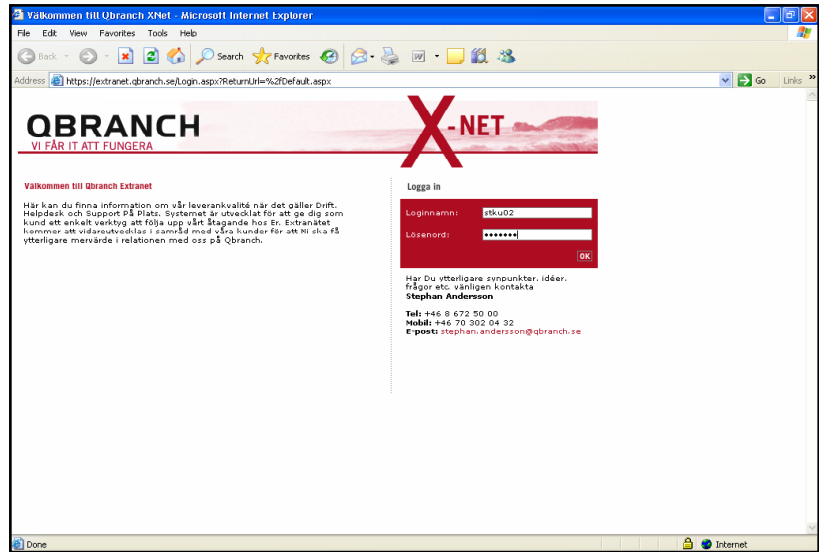 Välkommen till Qbranch XNet - Microsoft Internet Explorer
File Edit View Favorites Tools Help
Back Search Favorites
Address https://extranet.qbranch.se/Login.aspx?ReturnUrl=%2fDefault.aspx Go Links »
QBRANCH
VI FÅR IT ATT FUNGERA
X-NET
Välkommen till Qbranch Extranet
Här kan du finna information om vår leverankvalité när det gäller Drift.
Helpdesk och Support På Plats. Systemet är utvecklat för att ge dig som
kund ett enkelt verktyg att följa upp vårt åtagande hos Er. Extranätet
kommer att vidareutvecklas i samråd med våra kunder för att Ni ska få
ytterligare mervärde i relationen med oss på Qbranch.
Logga in
Loginnamn: stku02
Lösenord: •••••••
OK
Har Du ytterligare synpunkter, idéer,
frågor etc. vänligen kontakta
Stephan Andersson
Tel: +46 8 672 50 00
Mobil: +46 70 302 04 32
E-post: stephan.andersson@qbranch.se
Done Internet